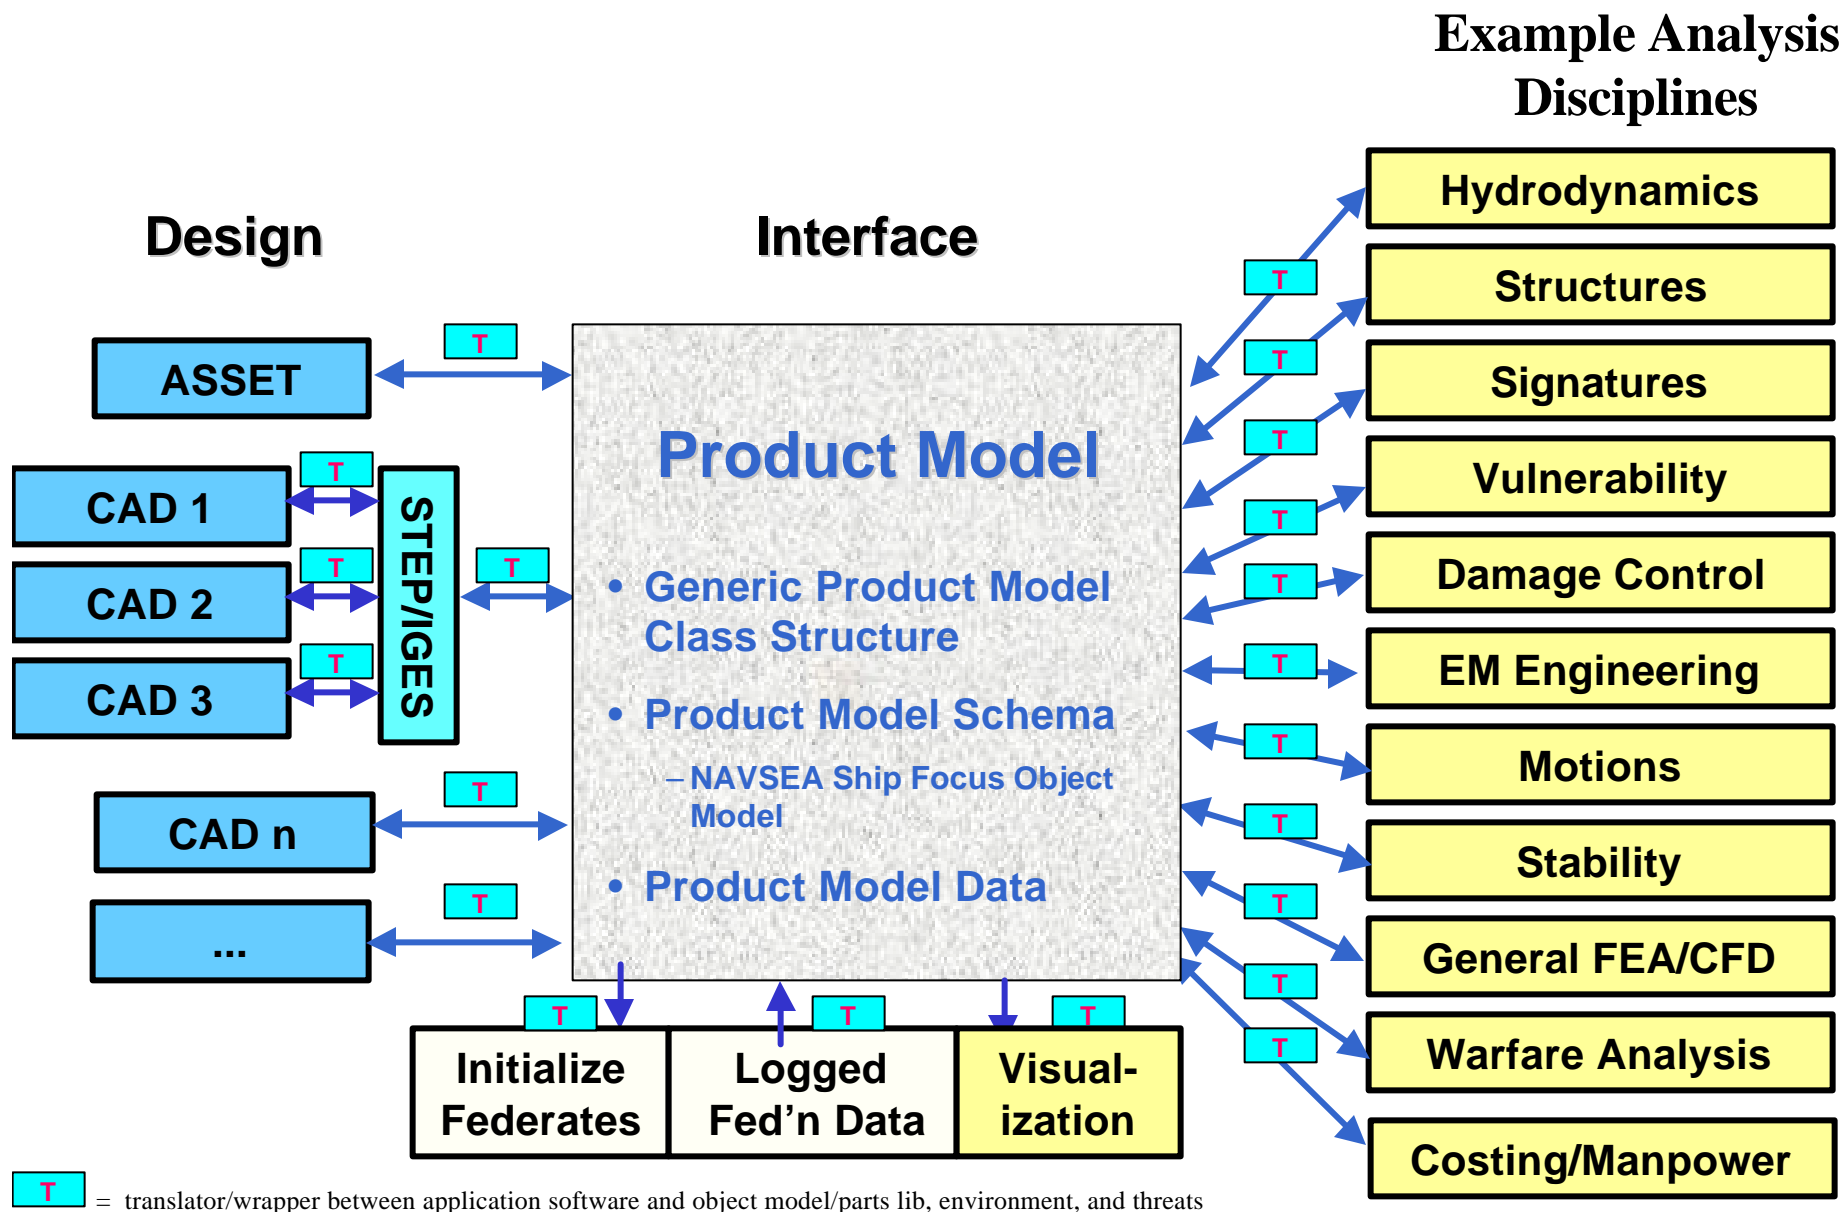 Example Analysis
Disciplines
Design
Interface
ASSET
T
CAD 1
T
CAD 2
T
CAD 3
T
STEP/IGES
T
CAD n
T
...
T
Product Model
• Generic Product Model
Class Structure
• Product Model Schema
– NAVSEA Ship Focus Object
Model
• Product Model Data
T
Hydrodynamics
T
Structures
T
Signatures
T
Vulnerability
T
Damage Control
T
EM Engineering
T
Motions
T
Stability
T
General FEA/CFD
T
Warfare Analysis
T
Costing/Manpower
T
Initialize
Federates
T
Logged
Fed’n Data
T
Visual-
ization
T = translator/wrapper between application software and object model/parts lib, environment, and threats